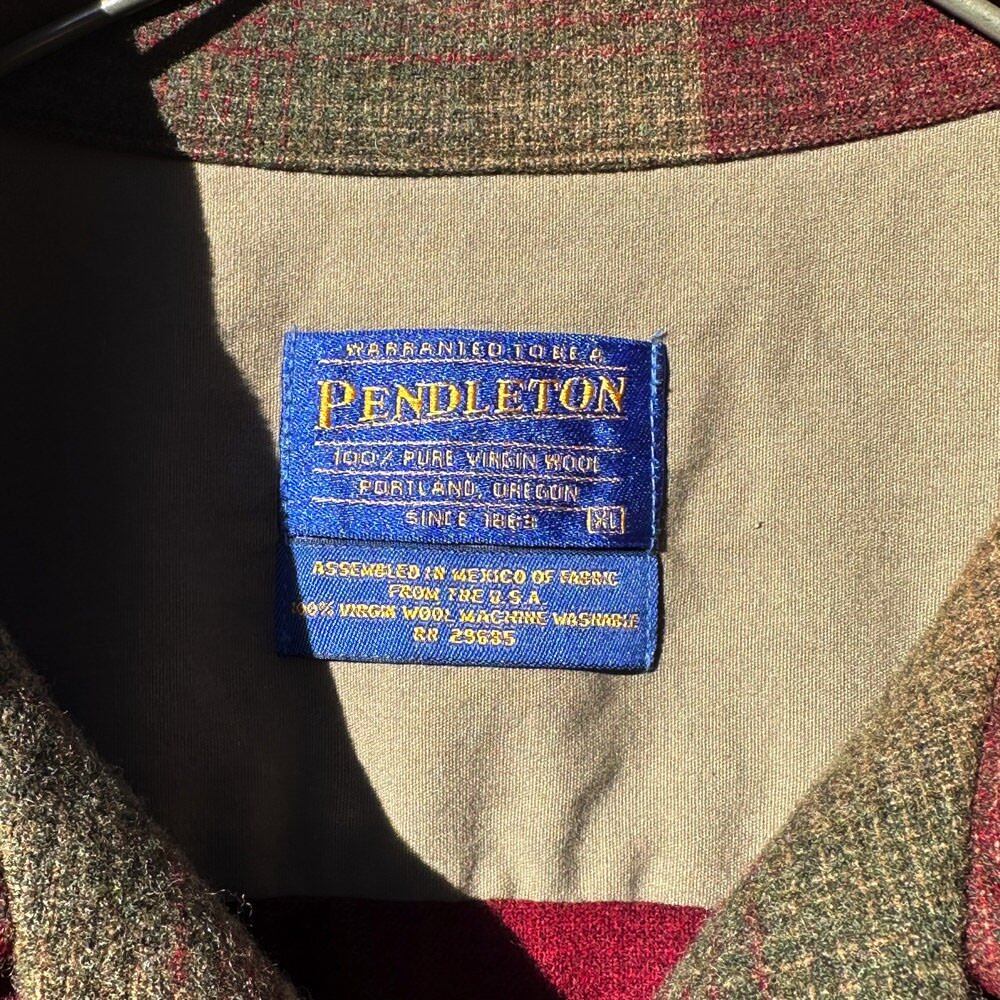 WARRANTED TO BE A
PENDLETON
100% PURE VIRGIN WOOL
PORTLAND, OREGON
SINCE 1863 XL
ASSEMBLED IN MEXICO OF FABRIC
FROM THE U.S.A
100% VIRGIN WOOL MACHINE WASHABLE
RN 29685